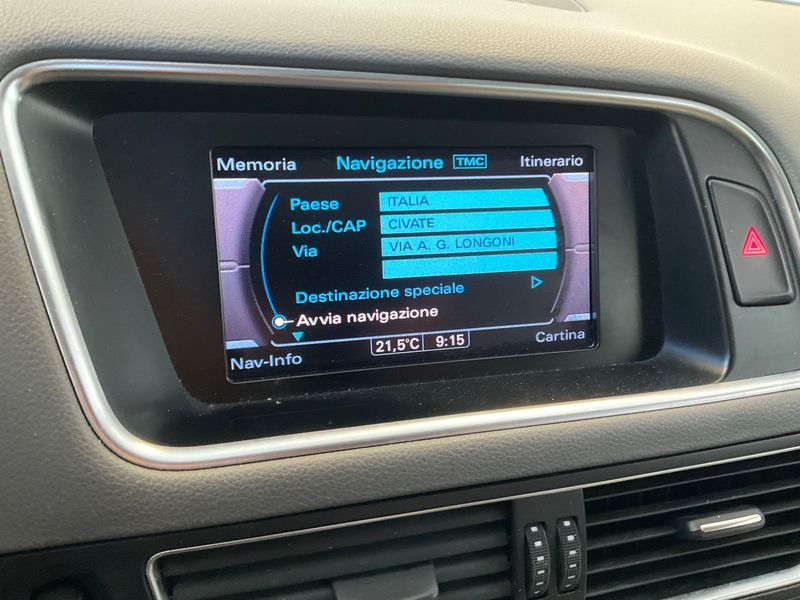 Memoria Navigazione TMC Itinerario
Paese ITALIA
Loc./CAP CIVATE
Via VIA A. G. LONGONI
Destinazione speciale
Avvia navigazione
Nav-Info 21,5°C 9:15 Cartina